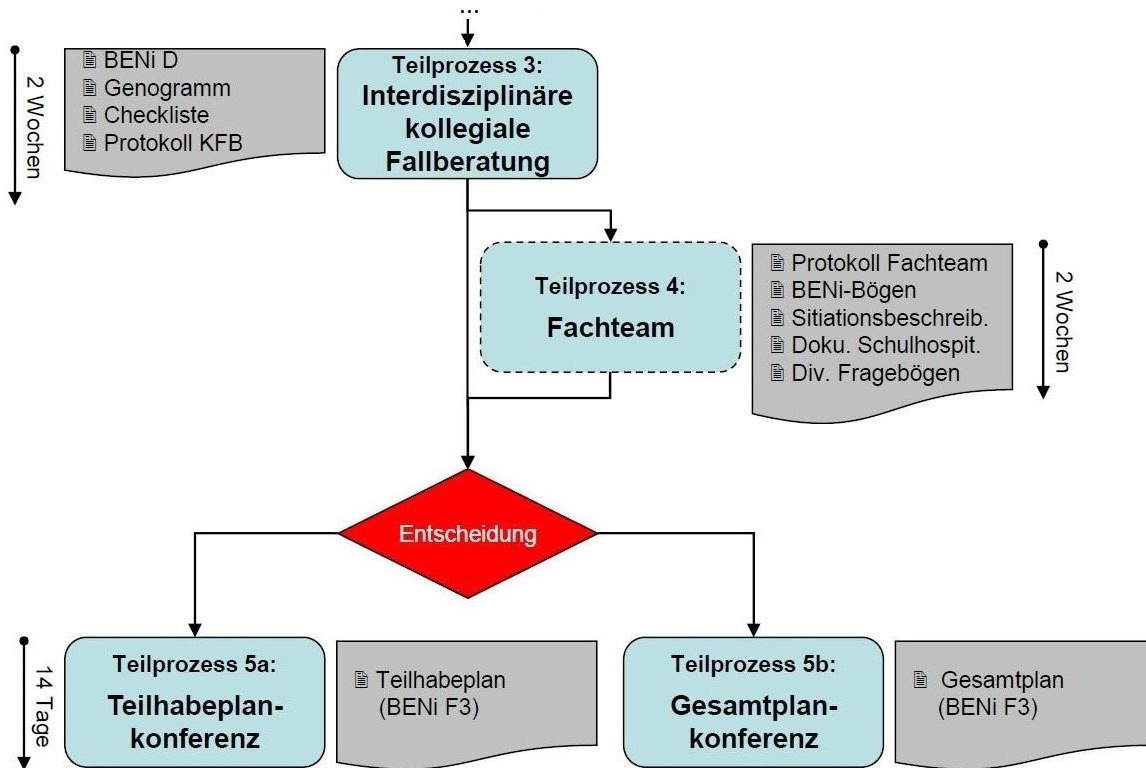 ...
2 Wochen
BENi D
Genogramm
Checkliste
Protokoll KFB
Teilprozess 3:
Interdisziplinäre
kollegiale
Fallberatung
Teilprozess 4:
Fachteam
Protokoll Fachteam
BENi-Bögen
Sitiationsbeschreib.
Doku. Schulhospit.
Div. Fragebögen
2 Wochen
Entscheidung
14 Tage
Teilprozess 5a:
Teilhabeplan-
konferenz
Teilhabeplan
(BENi F3)
Teilprozess 5b:
Gesamtplan-
konferenz
Gesamtplan
(BENi F3)